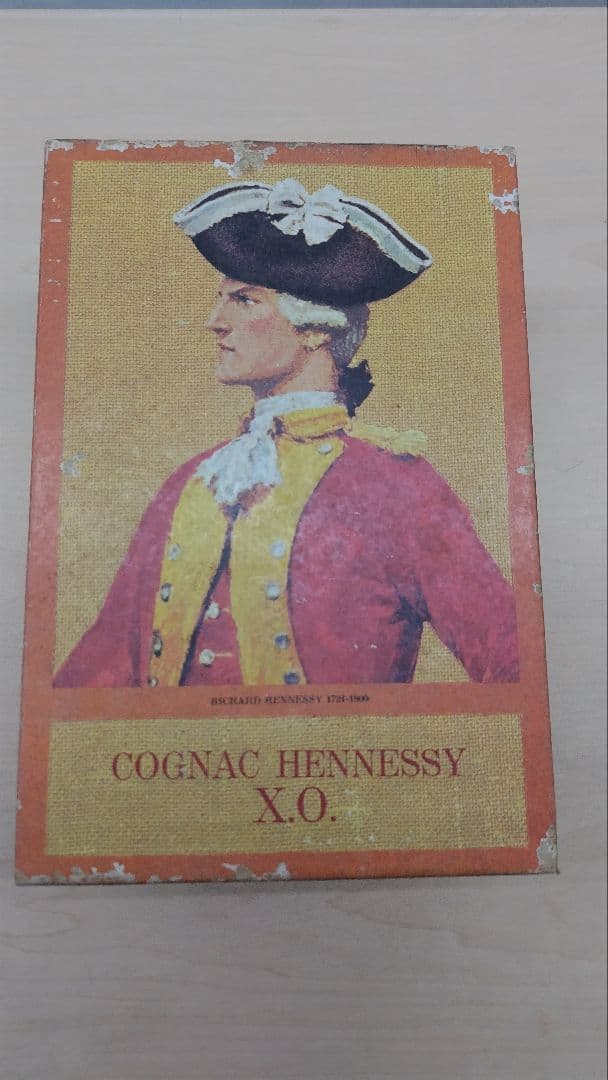 RICHARD HENNESSY 1724-1800
COGNAC HENNESSY
X.O.